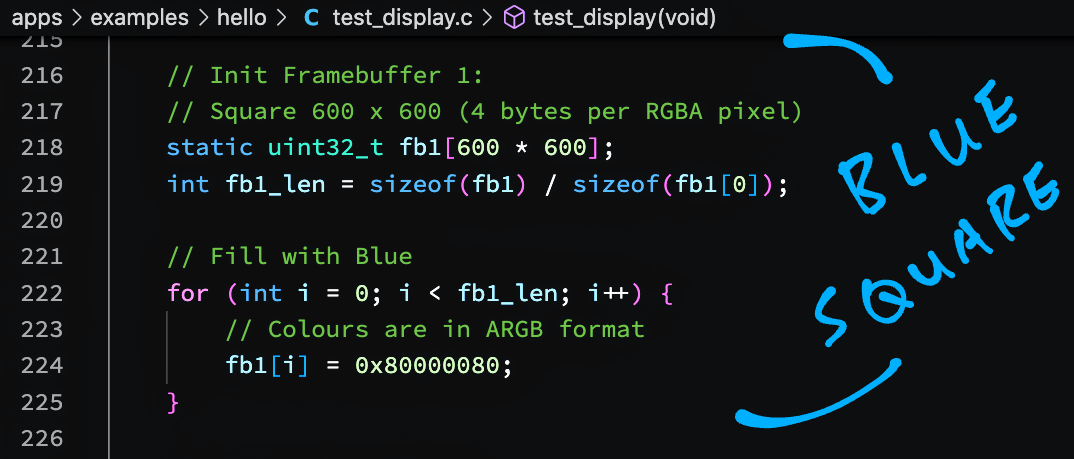 apps > examples > hello > C test_display.c > test_display(void)
215
216 // Init Framebuffer 1:
217 // Square 600 x 600 (4 bytes per RGBA pixel)
218 static uint32_t fb1[600 * 600];
219 int fb1_len = sizeof(fb1) / sizeof(fb1[0]);
220
221 // Fill with Blue
222 for (int i = 0; i < fb1_len; i++) {
223 // Colours are in ARGB format
224 fb1[i] = 0x80000080;
225 }
226
BLUE
SQUARE